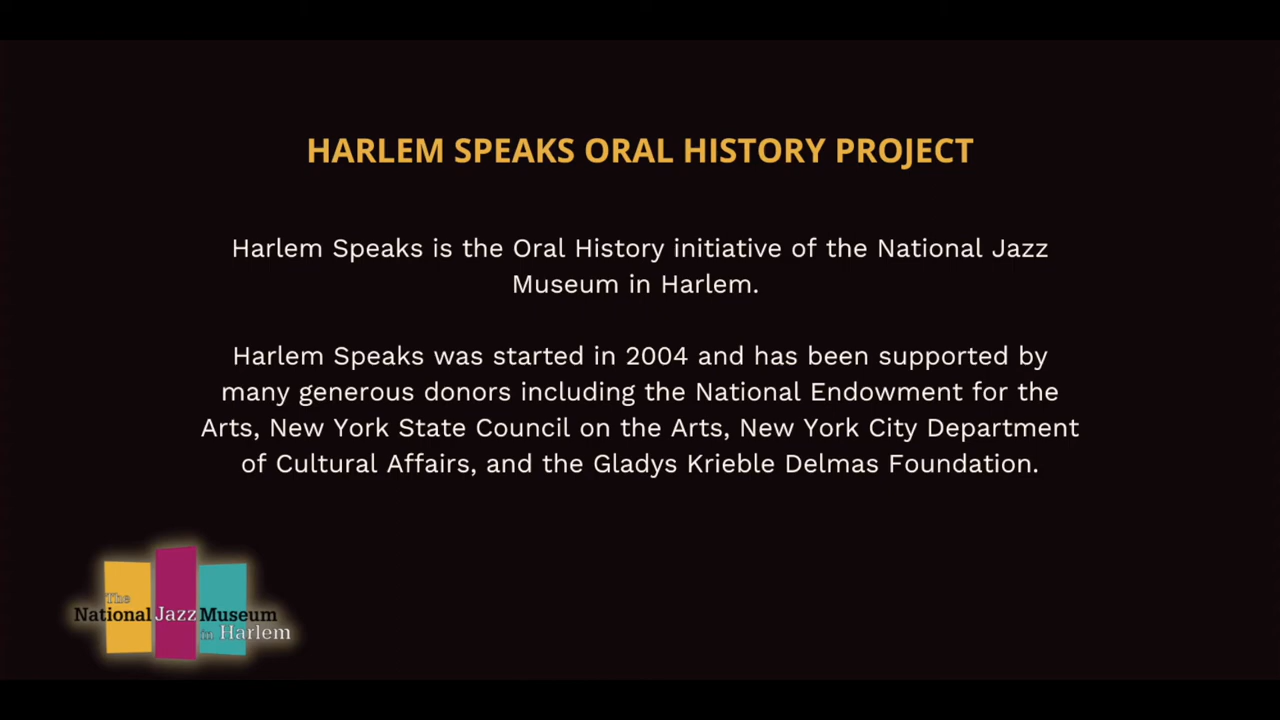 HARLEM SPEAKS ORAL HISTORY PROJECT
Harlem Speaks is the Oral History initiative of the National Jazz
Museum in Harlem.
Harlem Speaks was started in 2004 and has been supported by
many generous donors including the National Endowment for the
Arts, New York State Council on the Arts, New York City Department
of Cultural Affairs, and the Gladys Krieble Delmas Foundation.
The
National Jazz Museum
in Harlem